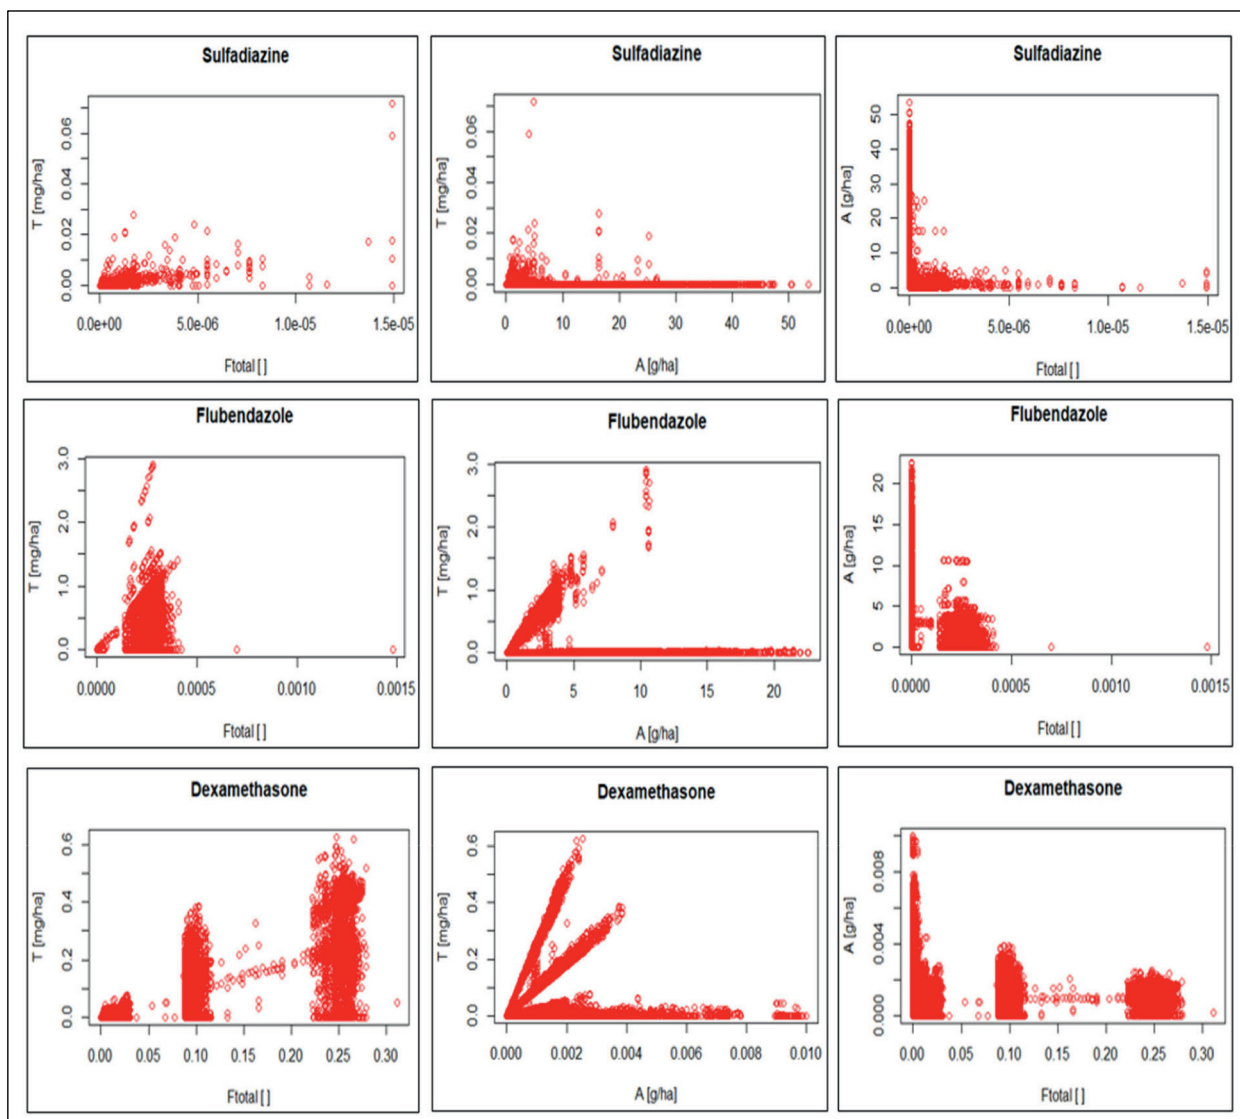 Sulfadiazine
T [mg/ha]
0.00
0.02
0.04
0.06
0.0e+00
5.0e-06
1.0e-05
1.5e-05
Ftotal [ ]
Sulfadiazine
T [mg/ha]
0.00
0.02
0.04
0.06
0
10
20
30
40
50
A [g/ha]
Sulfadiazine
A [g/ha]
0
10
20
30
40
50
0.0e+00
5.0e-06
1.0e-05
1.5e-05
Ftotal [ ]
Flubendazole
T [mg/ha]
0.0
1.0
2.0
3.0
0.0000
0.0005
0.0010
0.0015
Ftotal [ ]
Flubendazole
T [mg/ha]
0.0
1.0
2.0
3.0
0
5
10
15
20
A [g/ha]
Flubendazole
A [g/ha]
0
5
10
15
20
0.0000
0.0005
0.0010
0.0015
Ftotal [ ]
Dexamethasone
T [mg/ha]
0.0
0.2
0.4
0.6
0.00
0.05
0.10
0.15
0.20
0.25
0.30
Ftotal [ ]
Dexamethasone
T [mg/ha]
0.0
0.2
0.4
0.6
0.000
0.002
0.004
0.006
0.008
0.010
A [g/ha]
Dexamethasone
A [g/ha]
0.000
0.004
0.008
0.00
0.05
0.10
0.15
0.20
0.25
0.30
Ftotal [ ]